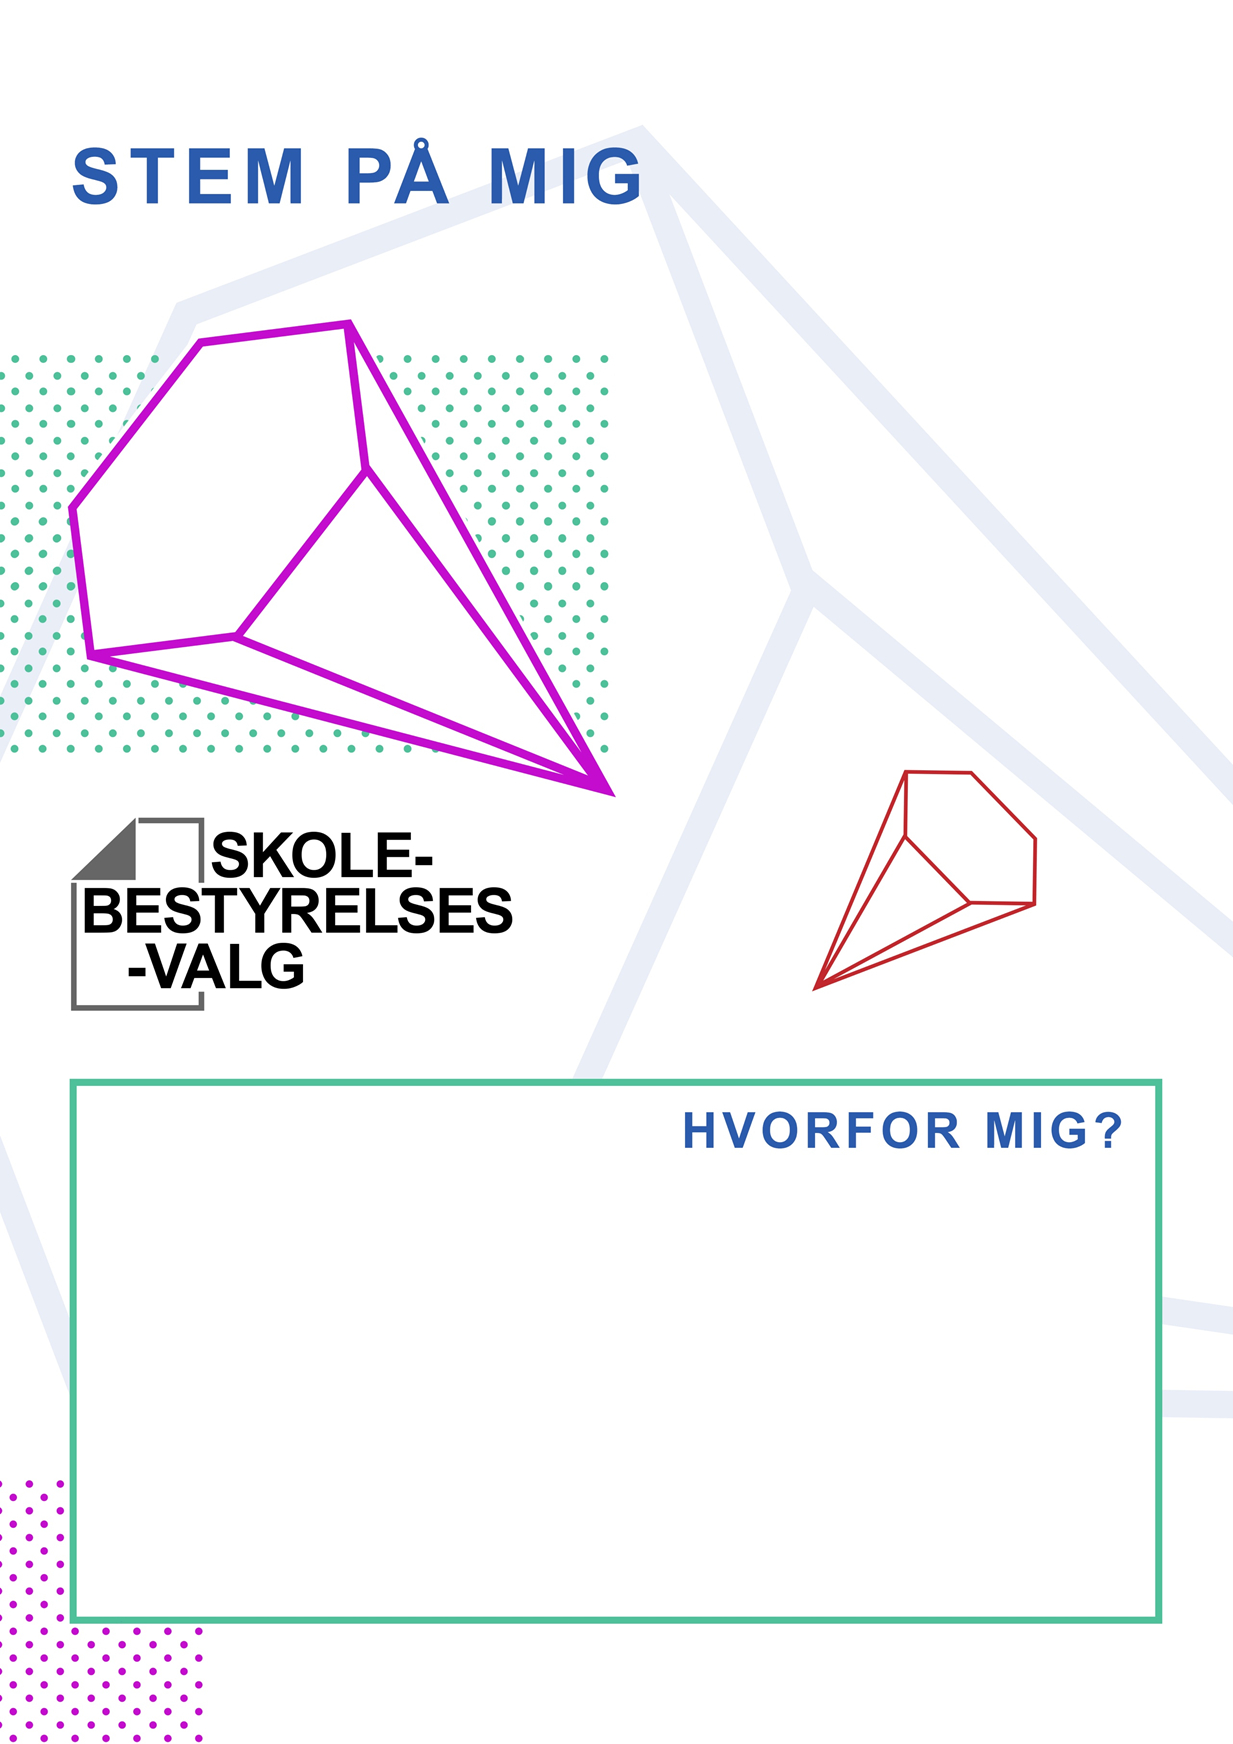 STEM PÅ MIG
SKOLE-
BESTYRELSES
-VALG
HVORFOR MIG?